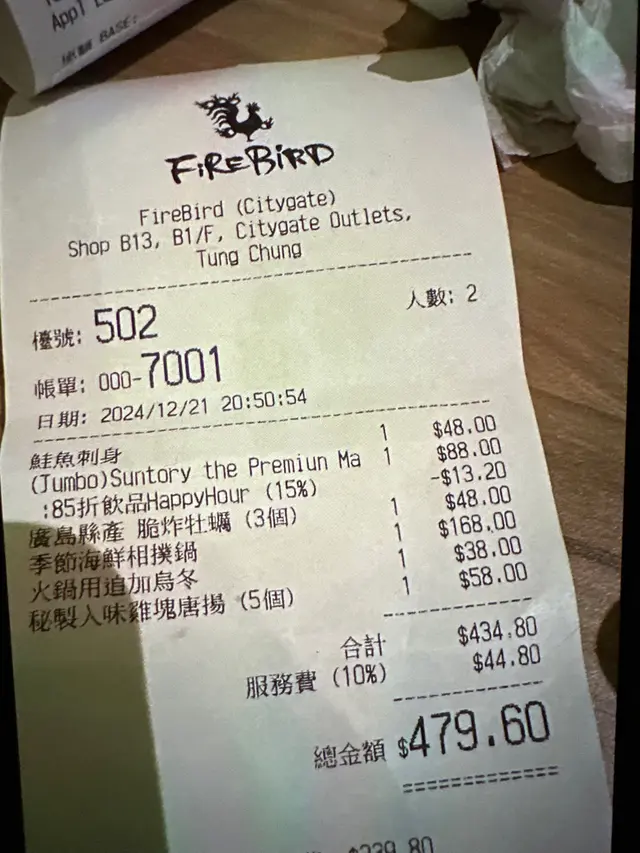 Appl
BASE:
FiREBiRD
FireBird (Citygate)
Shop B13, B1/F, Citygate Outlets,
Tung Chung
檯號: 502 人數: 2
帳單: 000-7001
日期: 2024/12/21 20:50:54
鮭魚刺身 1 $48.00
(Jumbo)Suntory the Premiun Ma 1 $88.00
:85折飲品HappyHour (15%) -$13.20
廣島縣產 脆炸牡蠣 (3個) 1 $48.00
季節海鮮相撲鍋 1 $168.00
火鍋用追加烏冬 1 $38.00
秘製入味雞塊唐揚 (5個) 1 $58.00
合計 $434.80
服務費 (10%) $44.80
總金額 $479.60
$239.80